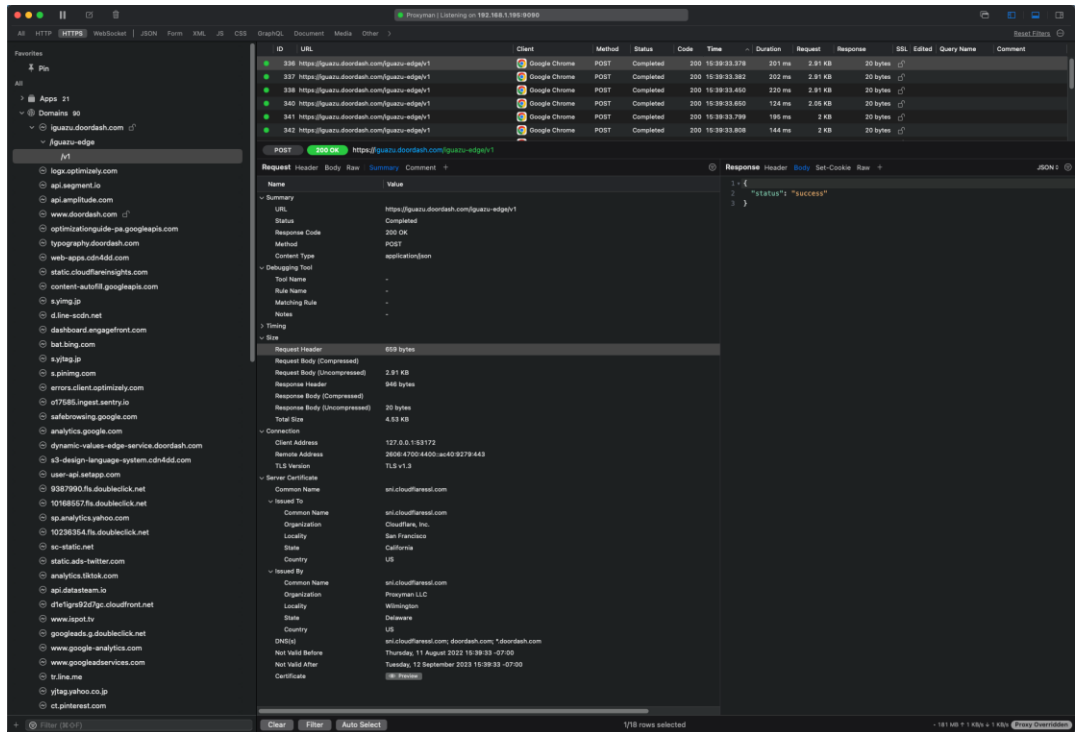 Proxyman | Listening on 192.168.1.195:9090
All HTTP HTTPS WebSocket JSON Form XML JS CSS GraphQL Document Media Other Reset Filters
Favorites
Pin
All
Apps 21
Domains 90
iguazu.doordash.com
/iguazu-edge
/v1
logx.optimizely.com
api.segment.io
api.amplitude.com
www.doordash.com
optimizationguide-pa.googleapis.com
typography.doordash.com
web-apps.cdn4dd.com
static.cloudflareinsights.com
content-autofill.googleapis.com
s.yimg.jp
d.line-scdn.net
dashboard.engagefront.com
bat.bing.com
s.yjtag.jp
s.pinimg.com
errors.client.optimizely.com
o17585.ingest.sentry.io
safebrowsing.google.com
analytics.google.com
dynamic-values-edge-service.doordash.com
s3-design-language-system.cdn4dd.com
user-api.setapp.com
9387990.fls.doubleclick.net
10168557.fls.doubleclick.net
sp.analytics.yahoo.com
10236354.fls.doubleclick.net
sc-static.net
static.ads-twitter.com
analytics.tiktok.com
api.datasteam.io
d1e1igrs92d7gc.cloudfront.net
www.ispot.tv
googleads.g.doubleclick.net
www.google-analytics.com
www.googleadservices.com
tr.line.me
yjtag.yahoo.co.jp
ct.pinterest.com
Filter (⌘⇧F)
ID URL Client Method Status Code Time Duration Request Response SSL Edited Query Name Comment
336 https://iguazu.doordash.com/iguazu-edge/v1 Google Chrome POST Completed 200 15:39:33.378 201 ms 2.91 KB 20 bytes
337 https://iguazu.doordash.com/iguazu-edge/v1 Google Chrome POST Completed 200 15:39:33.382 202 ms 2.91 KB 20 bytes
338 https://iguazu.doordash.com/iguazu-edge/v1 Google Chrome POST Completed 200 15:39:33.450 220 ms 2.91 KB 20 bytes
340 https://iguazu.doordash.com/iguazu-edge/v1 Google Chrome POST Completed 200 15:39:33.650 124 ms 2.05 KB 20 bytes
341 https://iguazu.doordash.com/iguazu-edge/v1 Google Chrome POST Completed 200 15:39:33.799 195 ms 2 KB 20 bytes
342 https://iguazu.doordash.com/iguazu-edge/v1 Google Chrome POST Completed 200 15:39:33.808 144 ms 2 KB 20 bytes
POST 200 OK https://iguazu.doordash.com/iguazu-edge/v1
Request Header Body Raw Summary Comment +
Name Value
Summary
URL https://iguazu.doordash.com/iguazu-edge/v1
Status Completed
Response Code 200 OK
Method POST
Content Type application/json
Debugging Tool
Tool Name -
Rule Name -
Matching Rule -
Notes -
Timing
Size
Request Header 659 bytes
Request Body (Compressed)
Request Body (Uncompressed) 2.91 KB
Response Header 946 bytes
Response Body (Compressed)
Response Body (Uncompressed) 20 bytes
Total Size 4.53 KB
Connection
Client Address 127.0.0.1:53172
Remote Address 2606:4700:4400::ac40:9279:443
TLS Version TLS v1.3
Server Certificate
Common Name sni.cloudflaressl.com
Issued To
Common Name sni.cloudflaressl.com
Organization Cloudflare, Inc.
Locality San Francisco
State California
Country US
Issued By
Common Name sni.cloudflaressl.com
Organization Proxyman LLC
Locality Wilmington
State Delaware
Country US
DNS(s) sni.cloudflaressl.com; doordash.com; *.doordash.com
Not Valid Before Thursday, 11 August 2022 15:39:33 -07:00
Not Valid After Tuesday, 12 September 2023 15:39:33 -07:00
Certificate Preview
Response Header Body Set-Cookie Raw + JSON
1 {
2 "status": "success"
3 }
Clear Filter Auto Select 1/18 rows selected - 181 MB ↑ 1 KB/s ↓ 1 KB/s Proxy Overridden